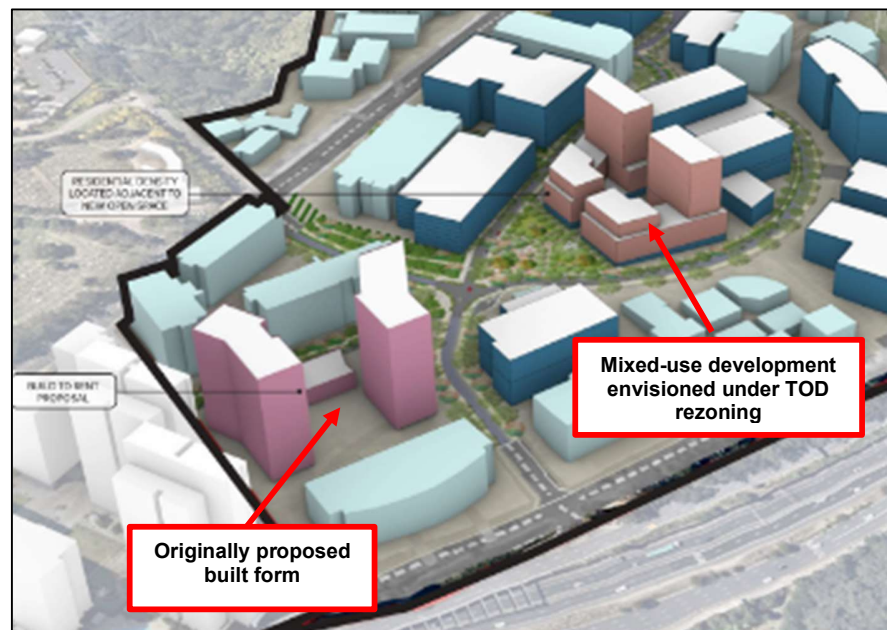 RESIDENTIAL DENSITY
LOCATED ADJACENT TO
NEW OPEN SPACE
Mixed-use development
envisioned under TOD
rezoning
BUILD TO RENT
PROPOSAL
Originally proposed
built form